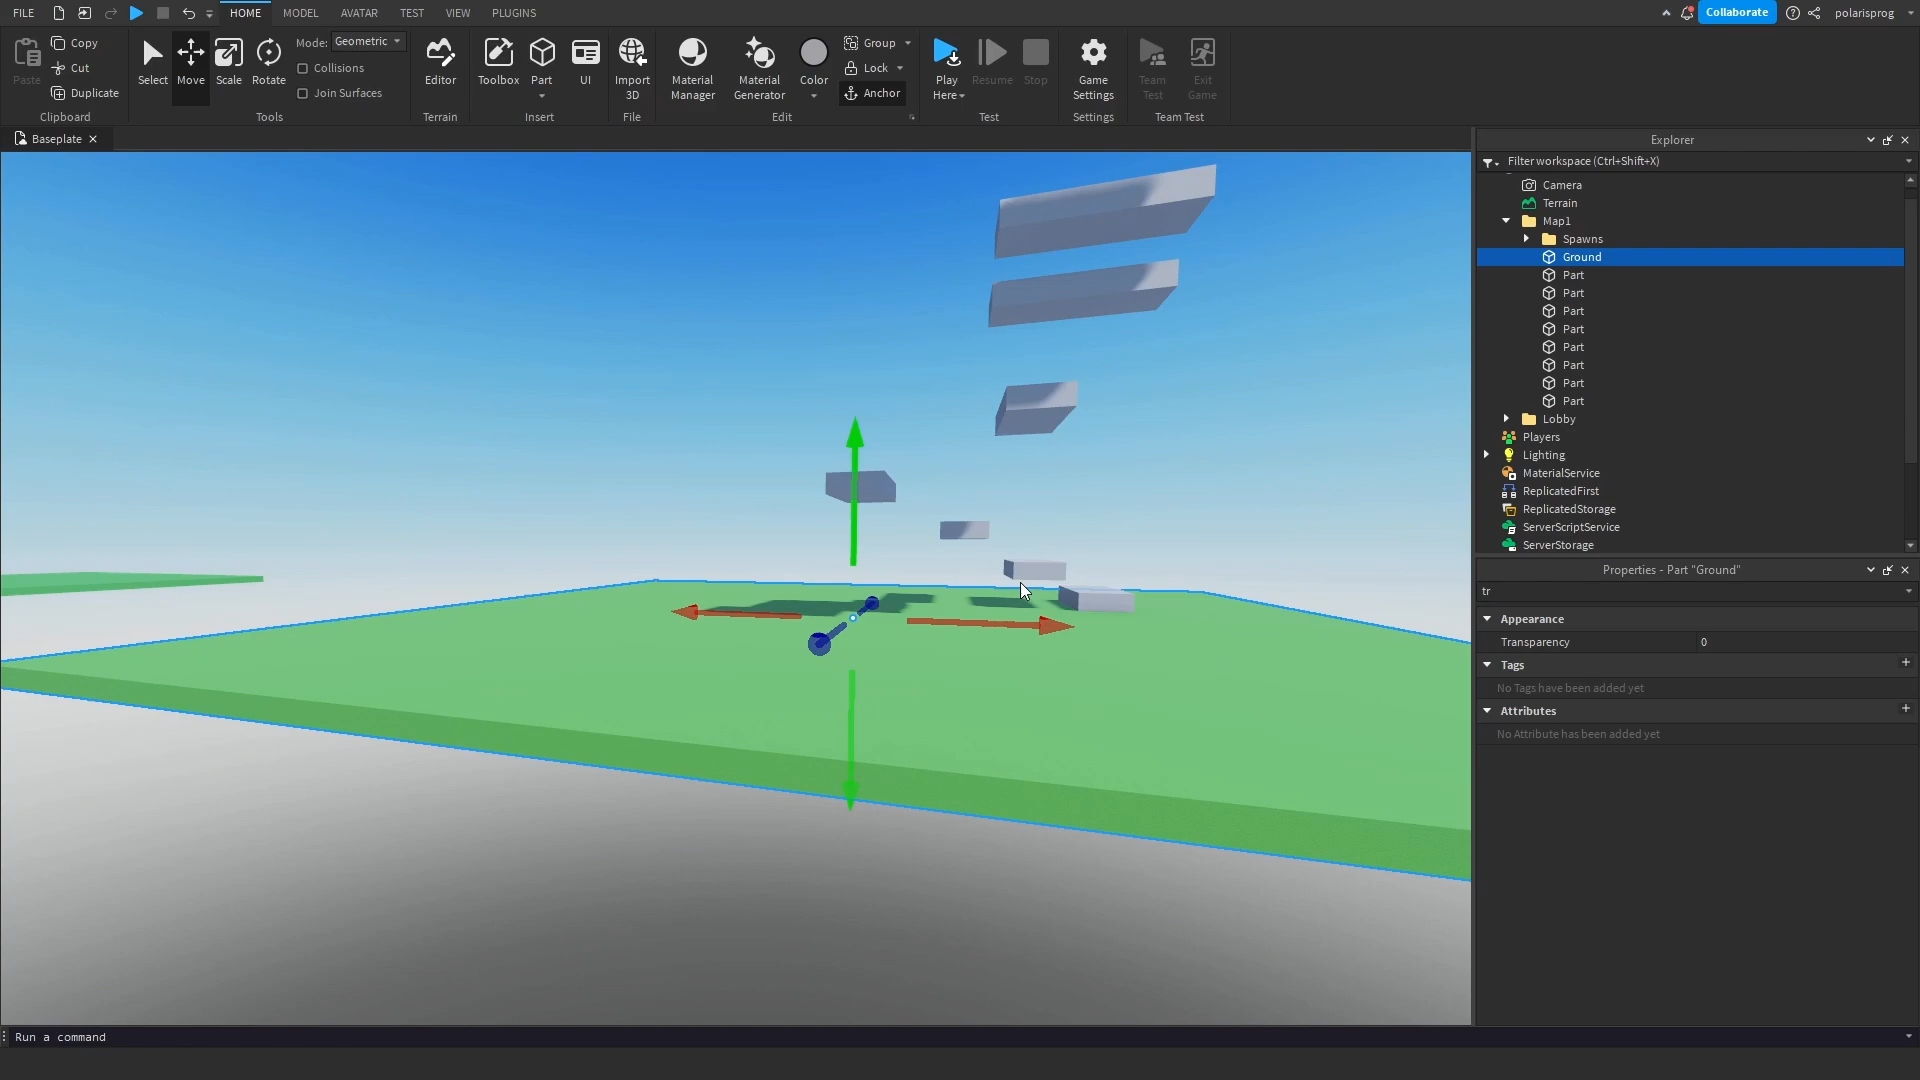 FILE HOME MODEL AVATAR TEST VIEW PLUGINS Collaborate polarisprog
Paste Copy Cut Duplicate Clipboard
Select Move Scale Rotate Mode: Geometric Collisions Join Surfaces Tools
Editor Terrain
Toolbox Part UI Insert
Import 3D File
Material Manager Material Generator Color Group Lock Anchor Edit
Play Here Resume Stop Test
Game Settings Settings
Team Test Exit Game Team Test
Baseplate
Explorer
Filter workspace (Ctrl+Shift+X)
Camera
Terrain
Map1
Spawns
Ground
Part
Part
Part
Part
Part
Part
Part
Part
Lobby
Players
Lighting
MaterialService
ReplicatedFirst
ReplicatedStorage
ServerScriptService
ServerStorage
Properties - Part "Ground"
tr
Appearance
Transparency 0
Tags
No Tags have been added yet
Attributes
No Attribute has been added yet
Run a command